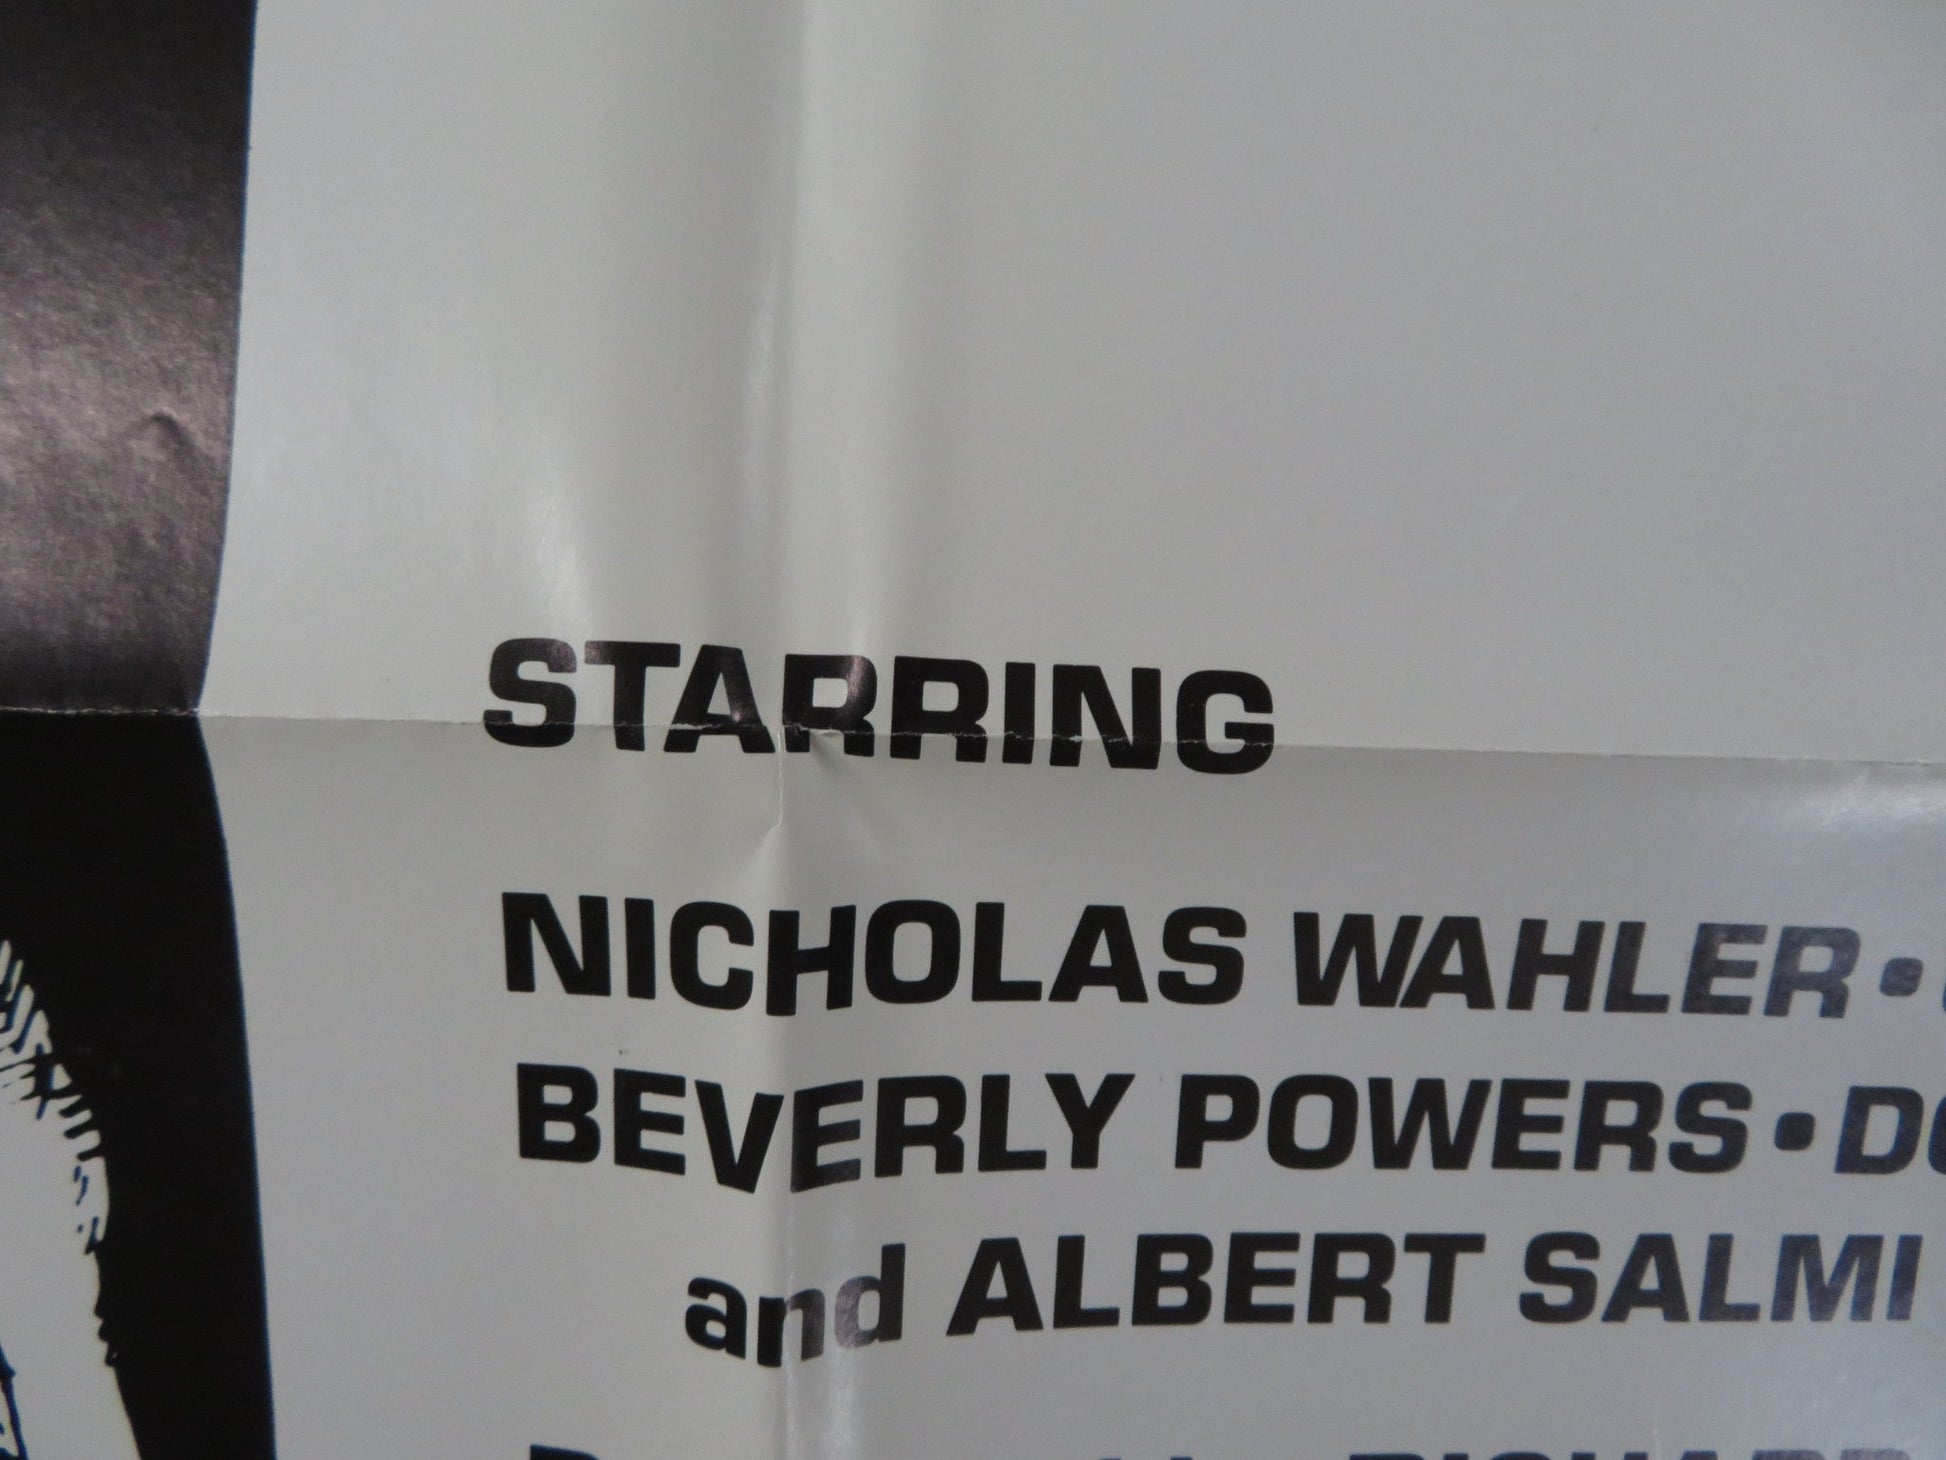 STARRING
NICHOLAS WAHLER •
BEVERLY POWERS •
and ALBERT SALMI